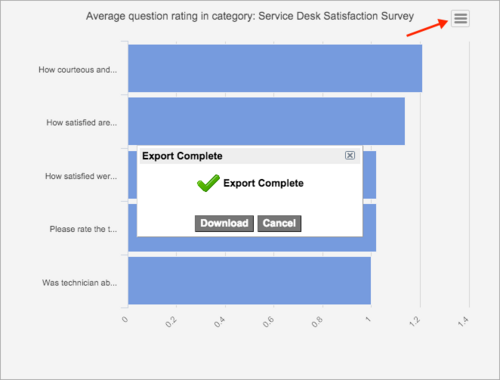 Average question rating in category: Service Desk Satisfaction Survey
How courteous and...
How satisfied are...
How satisfied wer...
Please rate the t...
Was technician ab...
Export Complete
Export Complete
Download Cancel
0 0.2 0.4 0.6 0.8 1 1.2 1.4